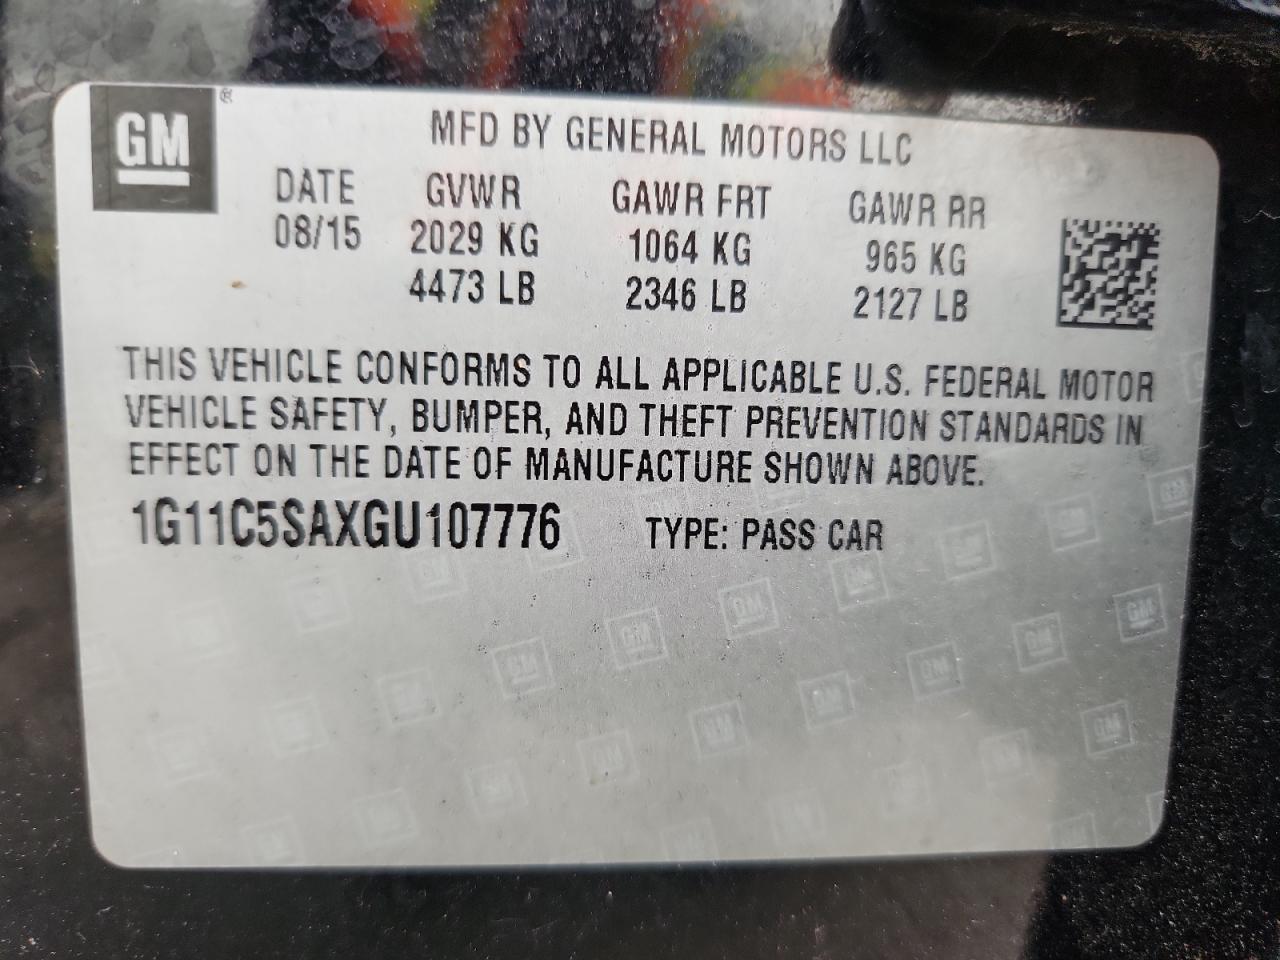 GM ®
MFD BY GENERAL MOTORS LLC
DATE GVWR GAWR FRT GAWR RR
08/15 2029 KG 1064 KG 965 KG
4473 LB 2346 LB 2127 LB
THIS VEHICLE CONFORMS TO ALL APPLICABLE U.S. FEDERAL MOTOR
VEHICLE SAFETY, BUMPER, AND THEFT PREVENTION STANDARDS IN
EFFECT ON THE DATE OF MANUFACTURE SHOWN ABOVE.
1G11C5SAXGU107776 TYPE: PASS CAR